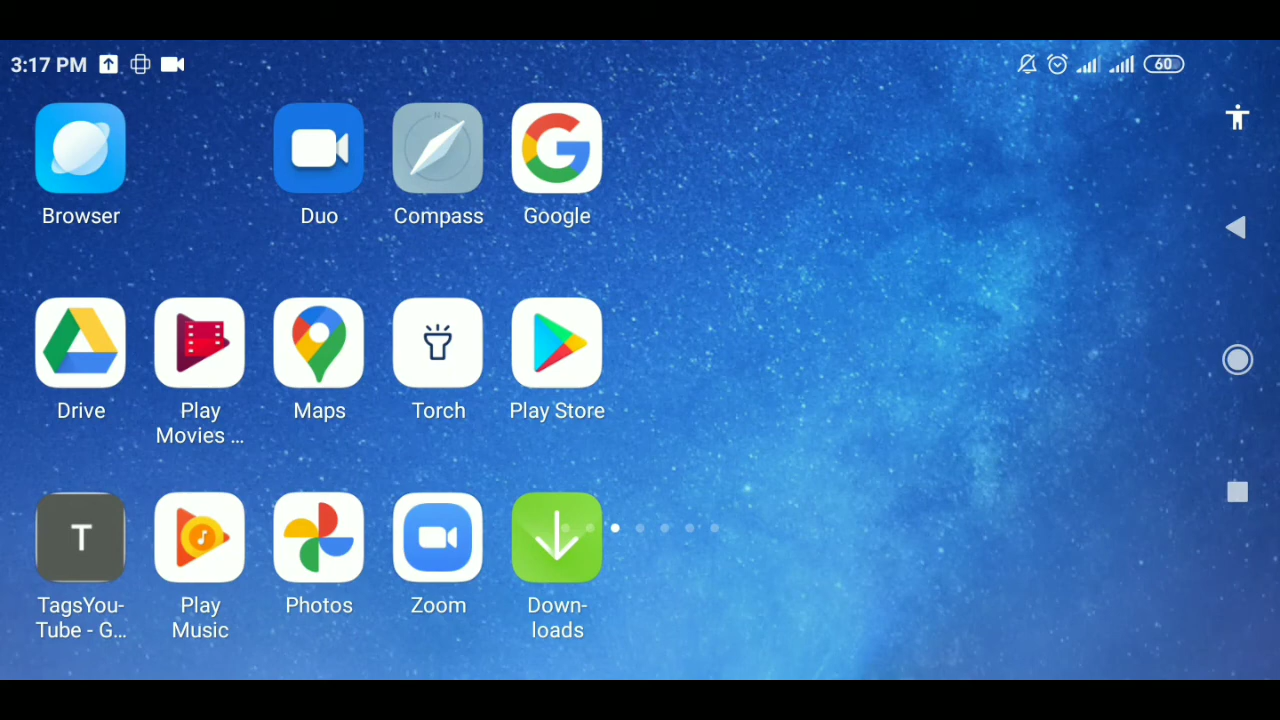 3:17 PM
60
N
Browser
Duo
Compass
Google
Drive
Play
Movies ...
Maps
Torch
Play Store
T
TagsYou-
Tube - G...
Play
Music
Photos
Zoom
Down-
loads